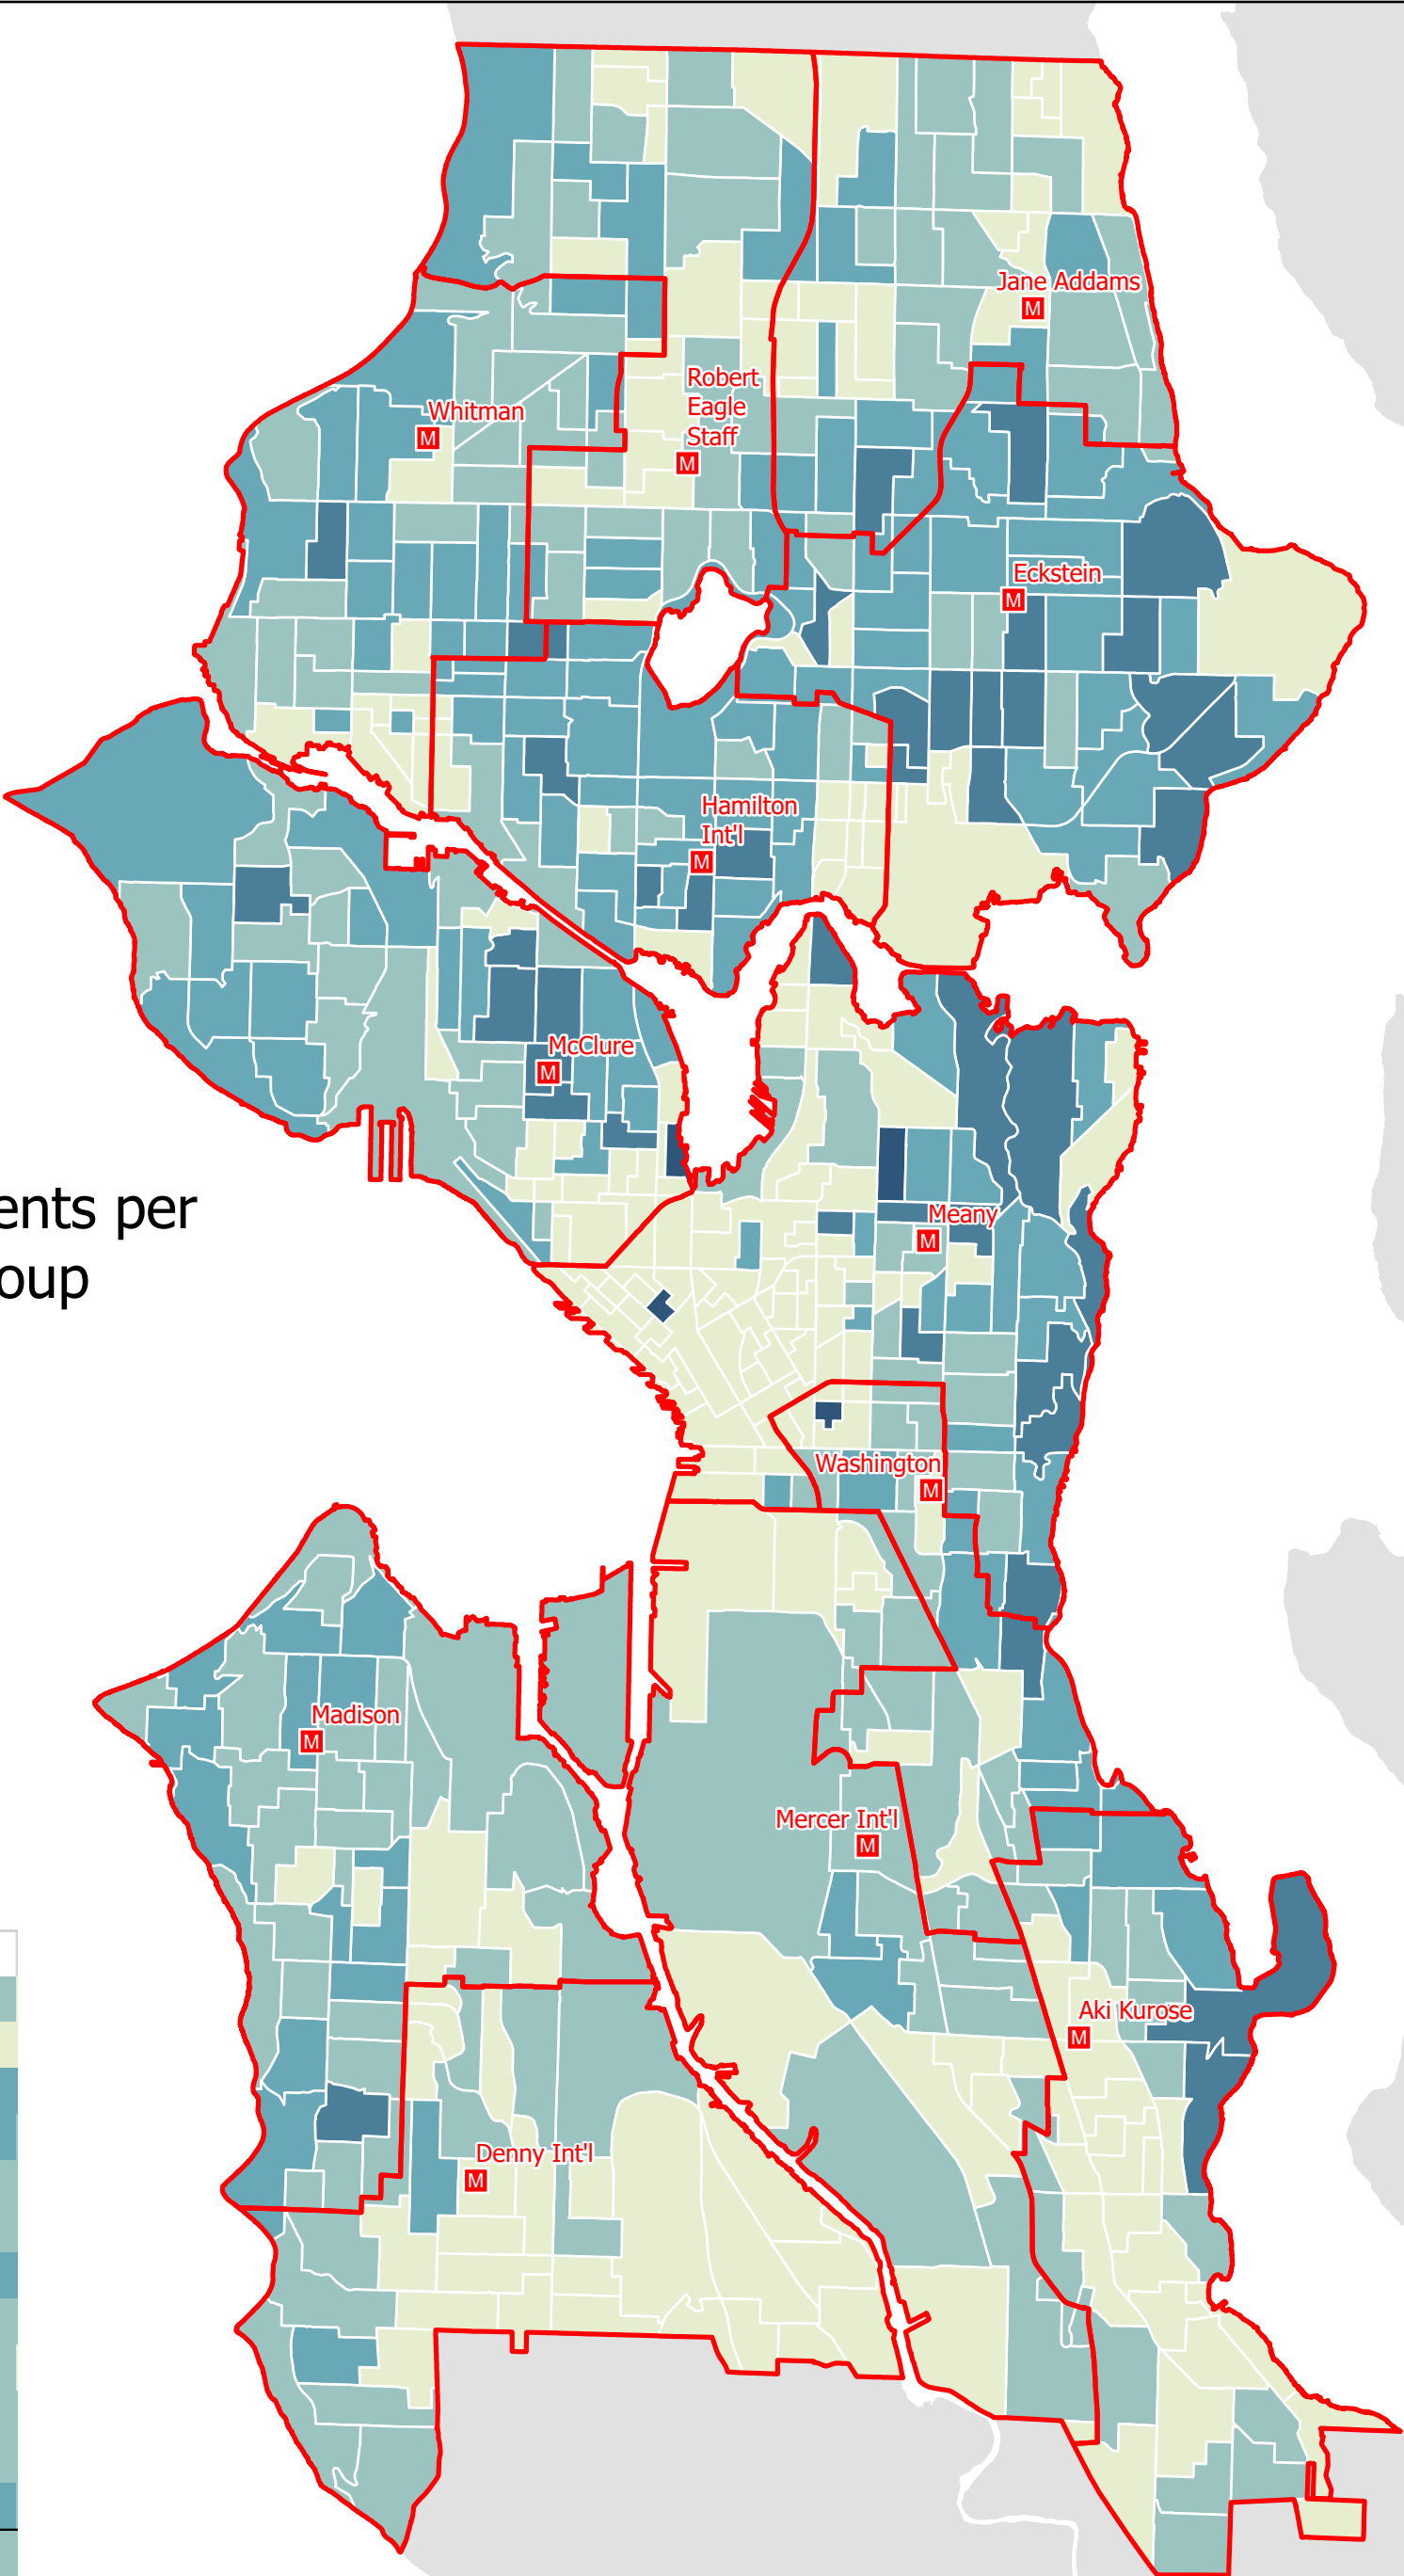 Jane Addams
M
Robert
Eagle
Staff
M
Whitman
M
Eckstein
M
Hamilton
Int'l
M
McClure
M
ents per
oup
Meany
M
Washington
M
Madison
M
Mercer Int'l
M
Aki Kurose
M
Denny Int'l
M